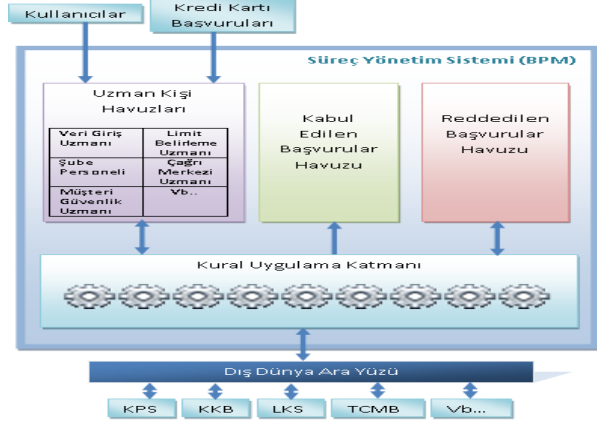 Kullanıcılar
Kredi Kartı
Başvuruları
Süreç Yönetim Sistemi (BPM)
Uzman Kişi
Havuzları
Veri Giriş
Uzmanı
Limit
Belirleme
Uzmanı
Şube
Personeli
Çağrı
Merkezi
Uzmanı
Müşteri
Güvenlik
Uzmanı
Vb..
Kabul
Edilen
Başvurular
Havuzu
Reddedilen
Başvurular
Havuzu
Kural Uygulama Katmanı
Dış Dünya Ara Yüzü
KPS
KKB
LKS
TCMB
Vb...